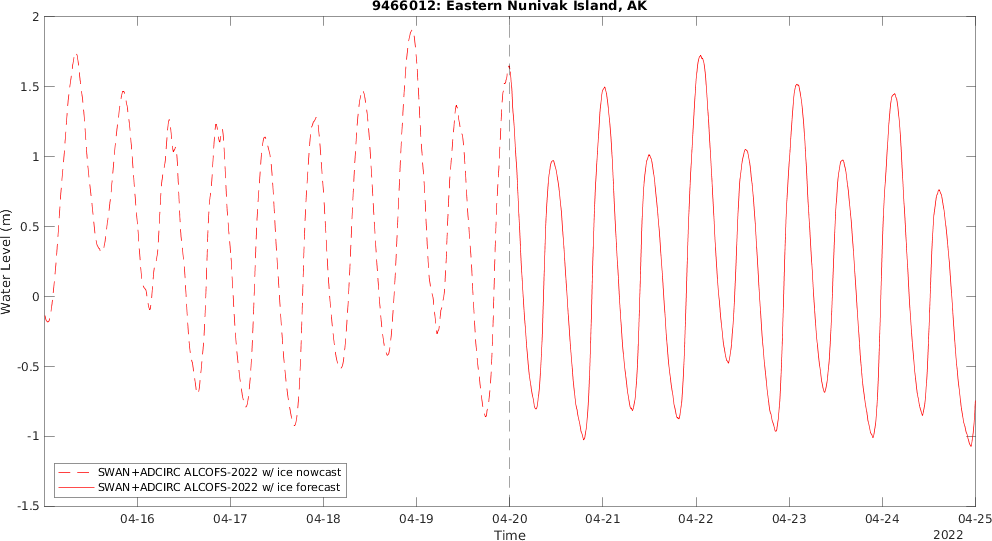 9466012: Eastern Nunivak Island, AK
2
1.5
1
0.5
0
-0.5
-1
-1.5
Water Level (m)
SWAN+ADCIRC ALCOFS-2022 w/ ice nowcast
SWAN+ADCIRC ALCOFS-2022 w/ ice forecast
04-16 04-17 04-18 04-19 04-20 04-21 04-22 04-23 04-24 04-25
Time
2022